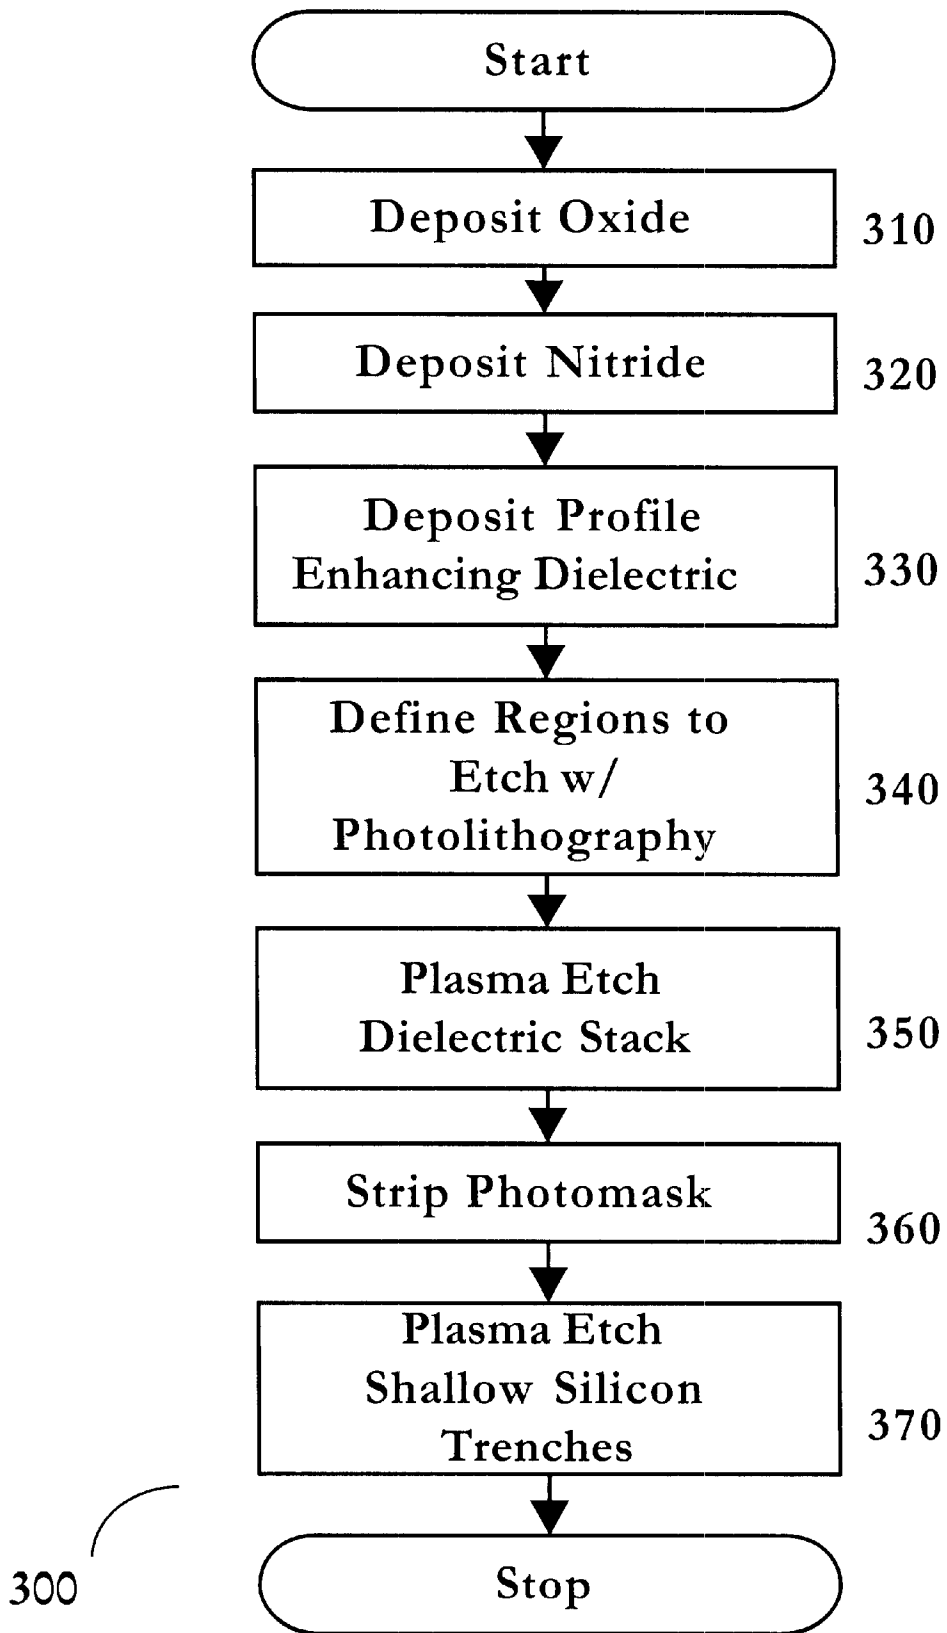 Start
Deposit Oxide
310
Deposit Nitride
320
Deposit Profile
Enhancing Dielectric
330
Define Regions to
Etch w/
Photolithography
340
Plasma Etch
Dielectric Stack
350
Strip Photomask
360
Plasma Etch
Shallow Silicon
Trenches
370
Stop
300